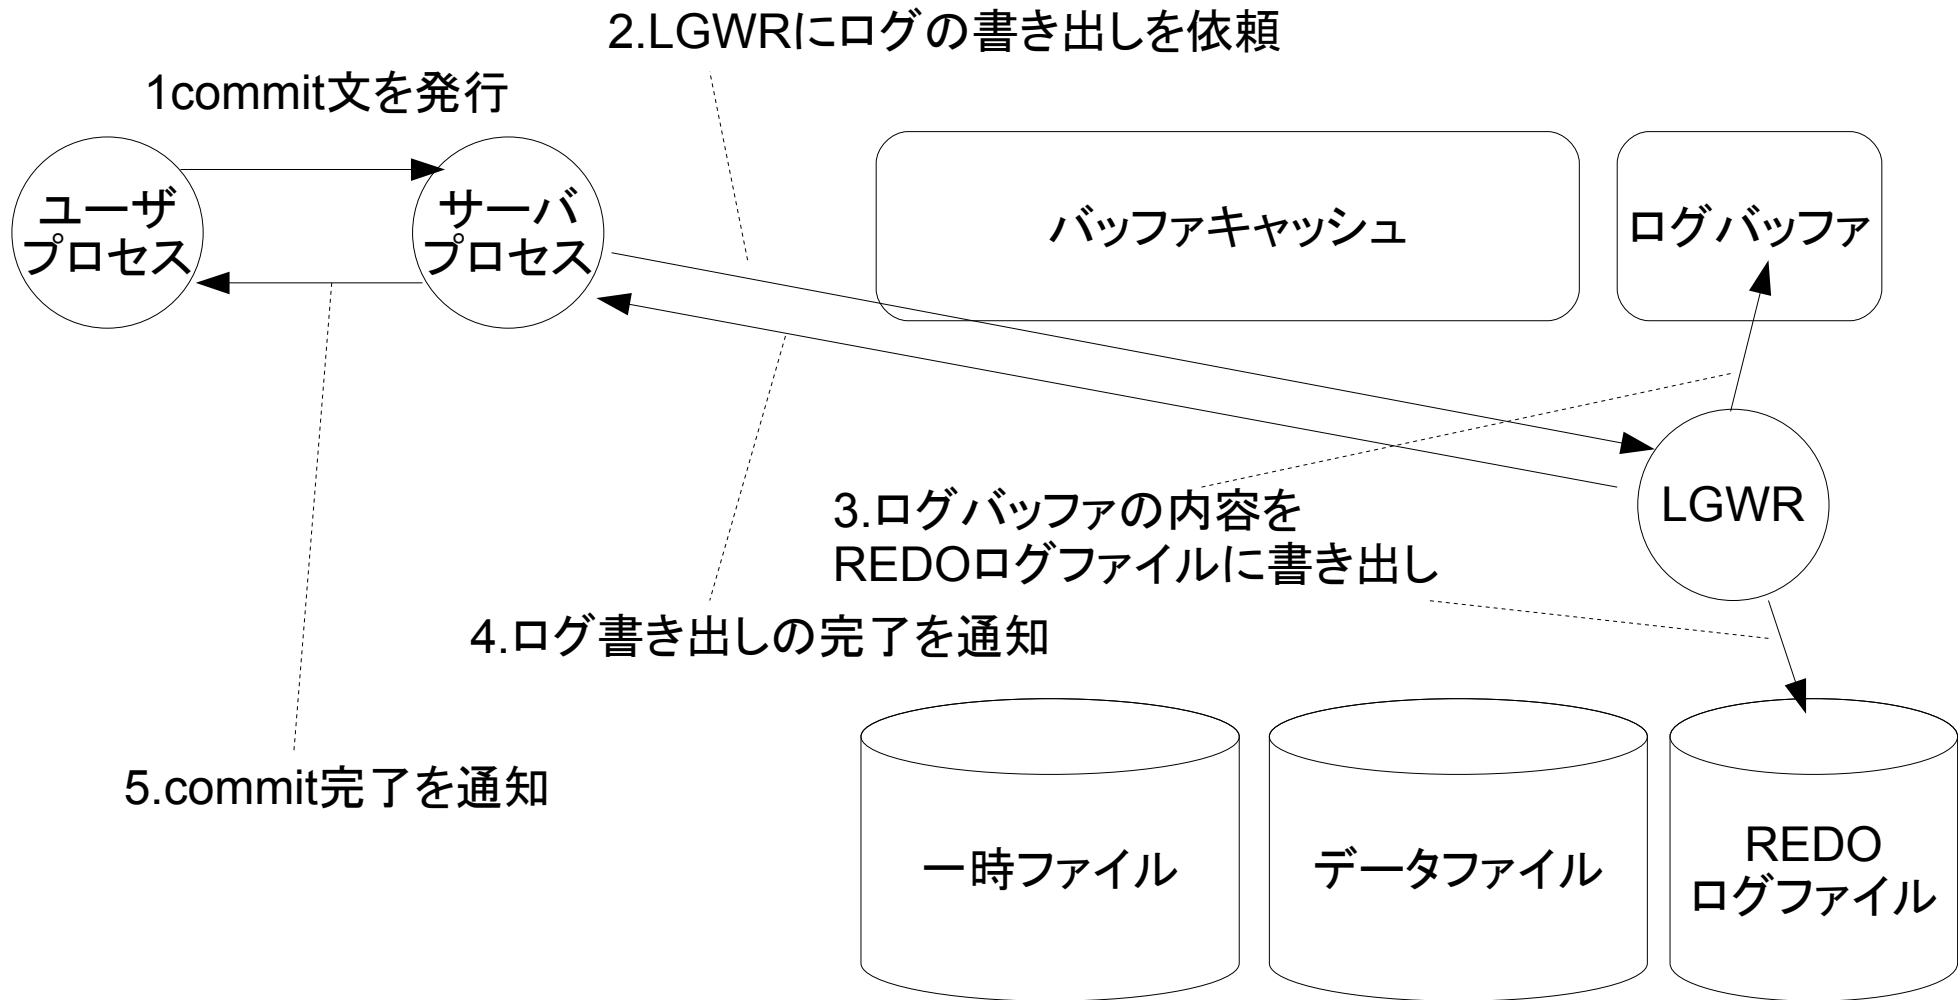 2.LGWRにログの書き出しを依頼
1commit文を発行
ユーザ
プロセス
サーバ
プロセス
バッファキャッシュ
ログバッファ
3.ログバッファの内容を
REDOログファイルに書き出し
LGWR
4.ログ書き出しの完了を通知
5.commit完了を通知
一時ファイル
データファイル
REDO
ログファイル